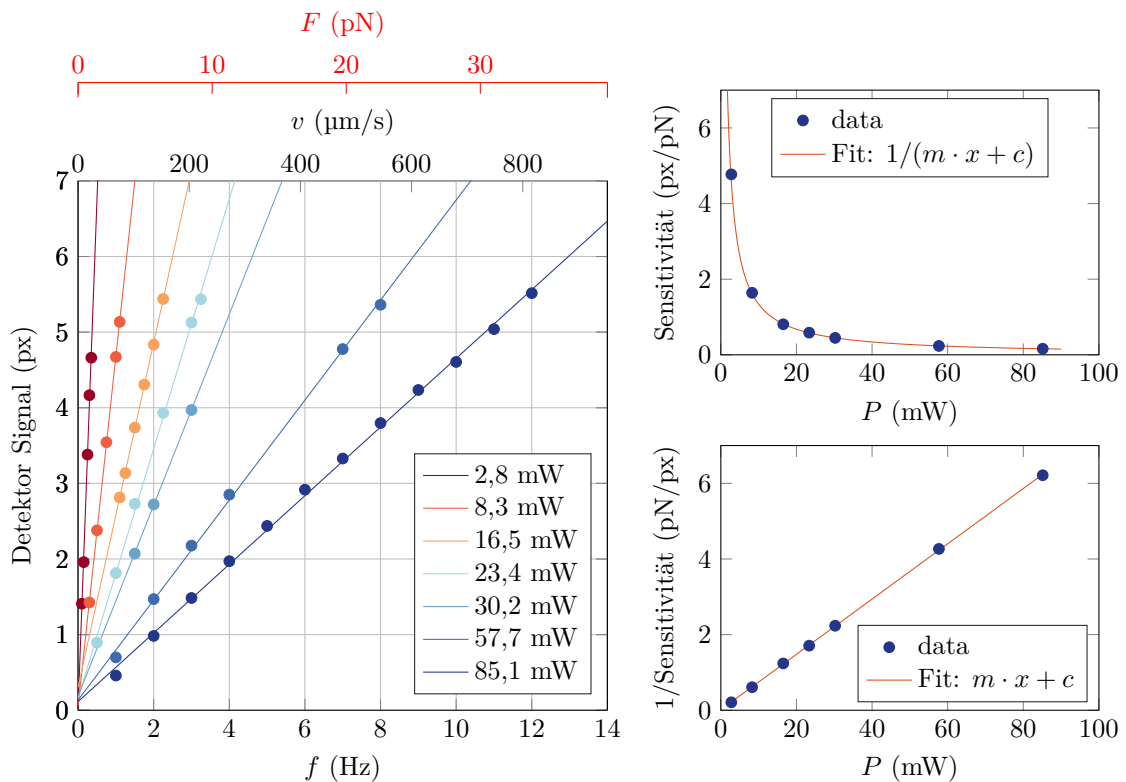 F (pN)
0 10 20 30
v (µm/s)
0 200 400 600 800
Detektor Signal (px)
7
6
5
4
3
2
1
0
2,8 mW
8,3 mW
16,5 mW
23,4 mW
30,2 mW
57,7 mW
85,1 mW
0 2 4 6 8 10 12 14
f (Hz)
Sensitivität (px/pN)
6
4
2
0
data
Fit: 1/(m · x + c)
0 20 40 60 80 100
P (mW)
1/Sensitivität (pN/px)
6
4
2
0
data
Fit: m · x + c
0 20 40 60 80 100
P (mW)